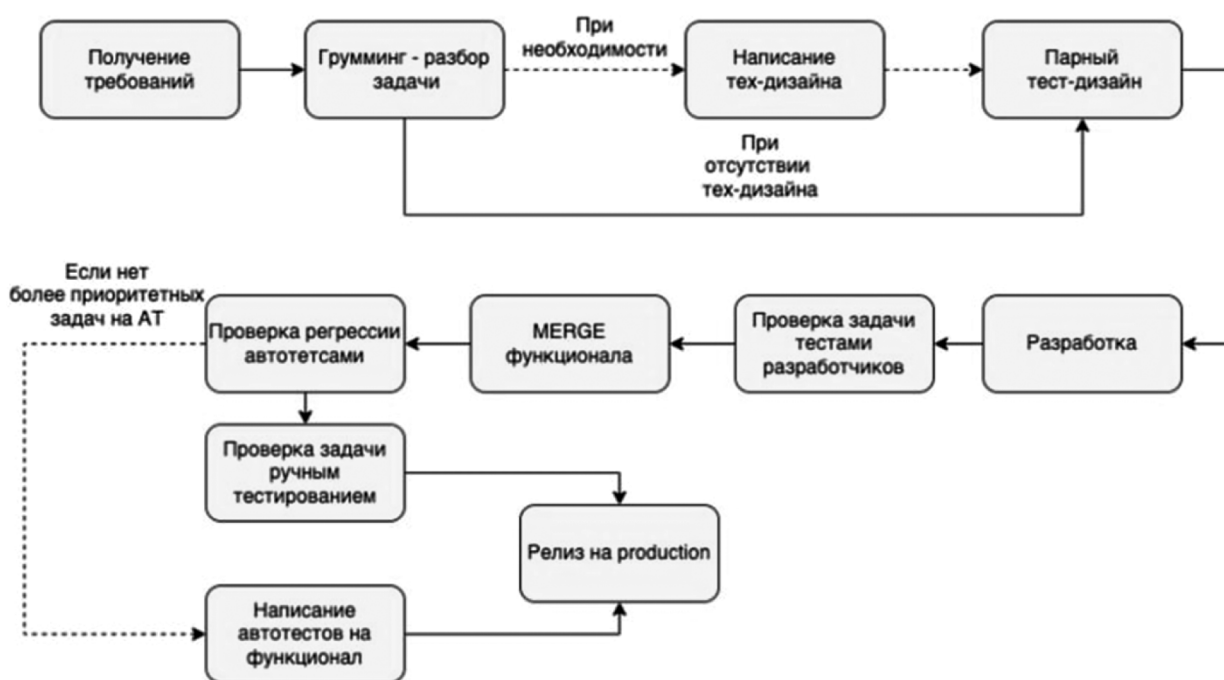 Получение
требований
Грумминг - разбор
задачи
При
необходимости
Написание
тех-дизайна
Парный
тест-дизайн
При
отсутствии
тех-дизайна
Если нет
более приоритетных
задач на АТ
Проверка регрессии
автотетсами
MERGE
функционала
Проверка задачи
тестами
разработчиков
Разработка
Проверка задачи
ручным
тестированием
Релиз на production
Написание
автотестов на
функционал